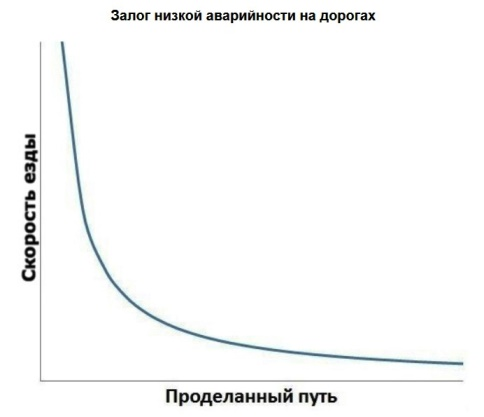 Залог низкой аварийности на дорогах
Скорость езды
Проделанный путь